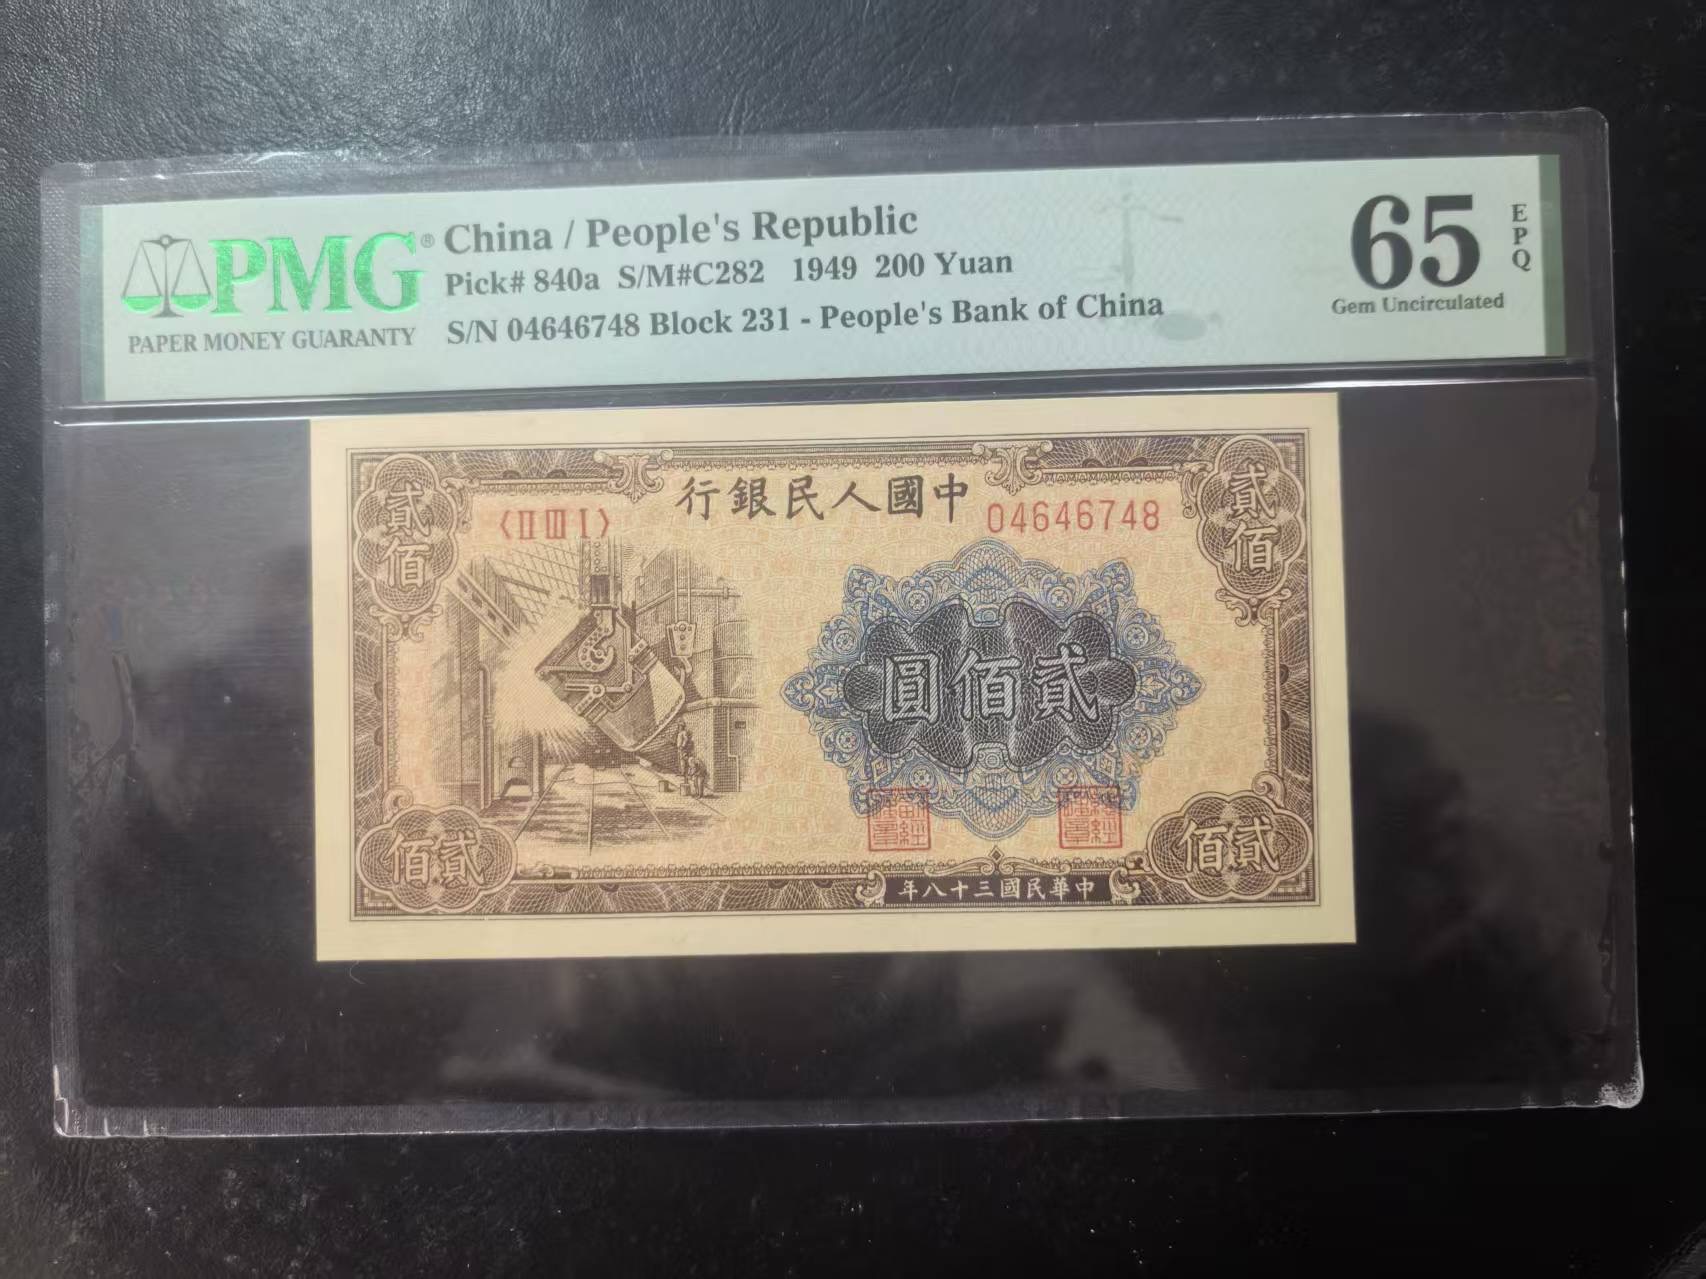 PMG®
PAPER MONEY GUARANTY
China / People's Republic
Pick# 840a S/M#C282 1949 200 Yuan
S/N 04646748 Block 231 - People's Bank of China
65
EPQ
Gem Uncirculated
行銀民人國中
〈II III I〉
04646748
貳佰
貳佰
圓佰貳
佰貳
佰貳
年八十三國民華中